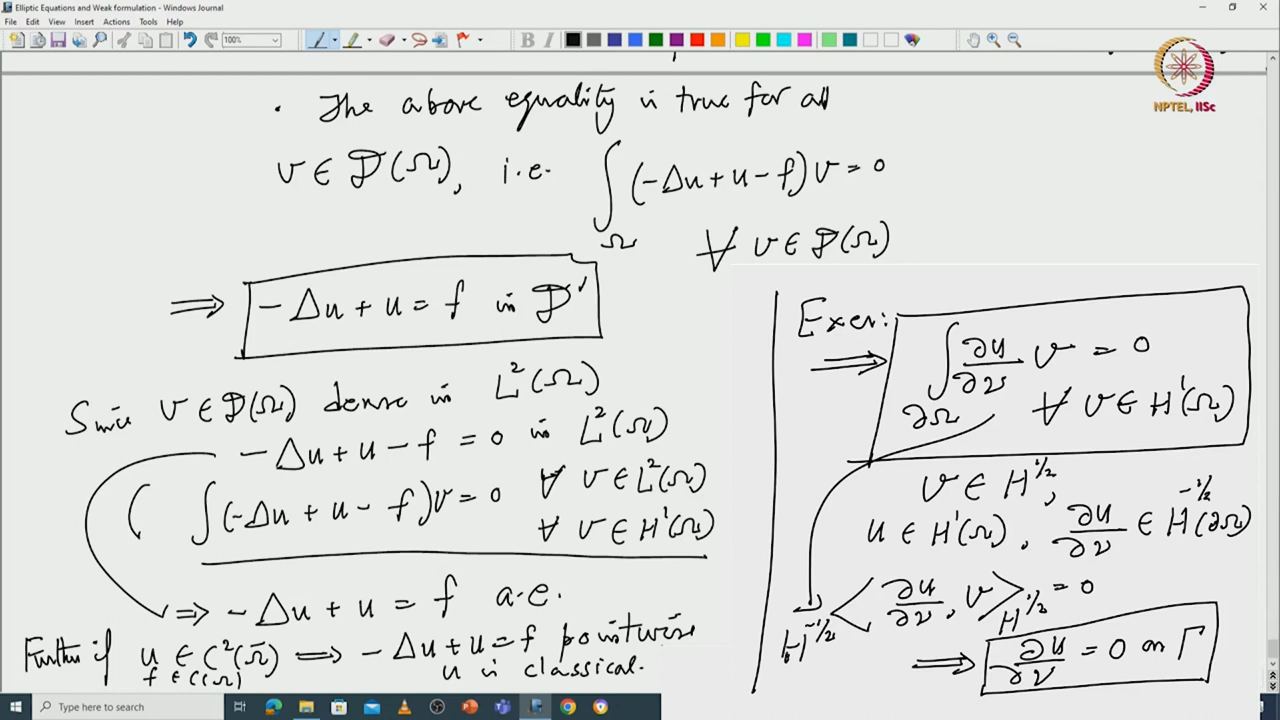 Elliptic Equations and Weak formulation - Windows Journal
File Edit View Insert Actions Tools Help
100% B I
NPTEL, IISc
• The above equality is true for all
v ∈ D(Ω), i.e. ∫_Ω (-Δu + u - f) v = 0
∀ v ∈ D(Ω)
⇒ -Δu + u = f in D'
Since v ∈ D(Ω) dense in L²(Ω)
-Δu + u - f = 0 in L²(Ω)
( ∫(-Δu + u - f)v = 0 ∀ v ∈ L²(Ω)
∀ v ∈ H¹(Ω)
⇒ -Δu + u = f a.e.
Further if u ∈ C²(Ω̄) ⇒ -Δu + u = f pointwise
f ∈ C(Ω) u is classical.
Exer:
⇒ ∫_∂Ω ∂u/∂ν v = 0
∀ v ∈ H¹(Ω)
v ∈ H^{1/2},
u ∈ H¹(Ω), ∂u/∂ν ∈ H^{-1/2}(∂Ω)
H^{-1/2} < ∂u/∂ν, v >_{H^{1/2}} = 0
⇒ ∂u/∂ν = 0 on Γ
Type here to search